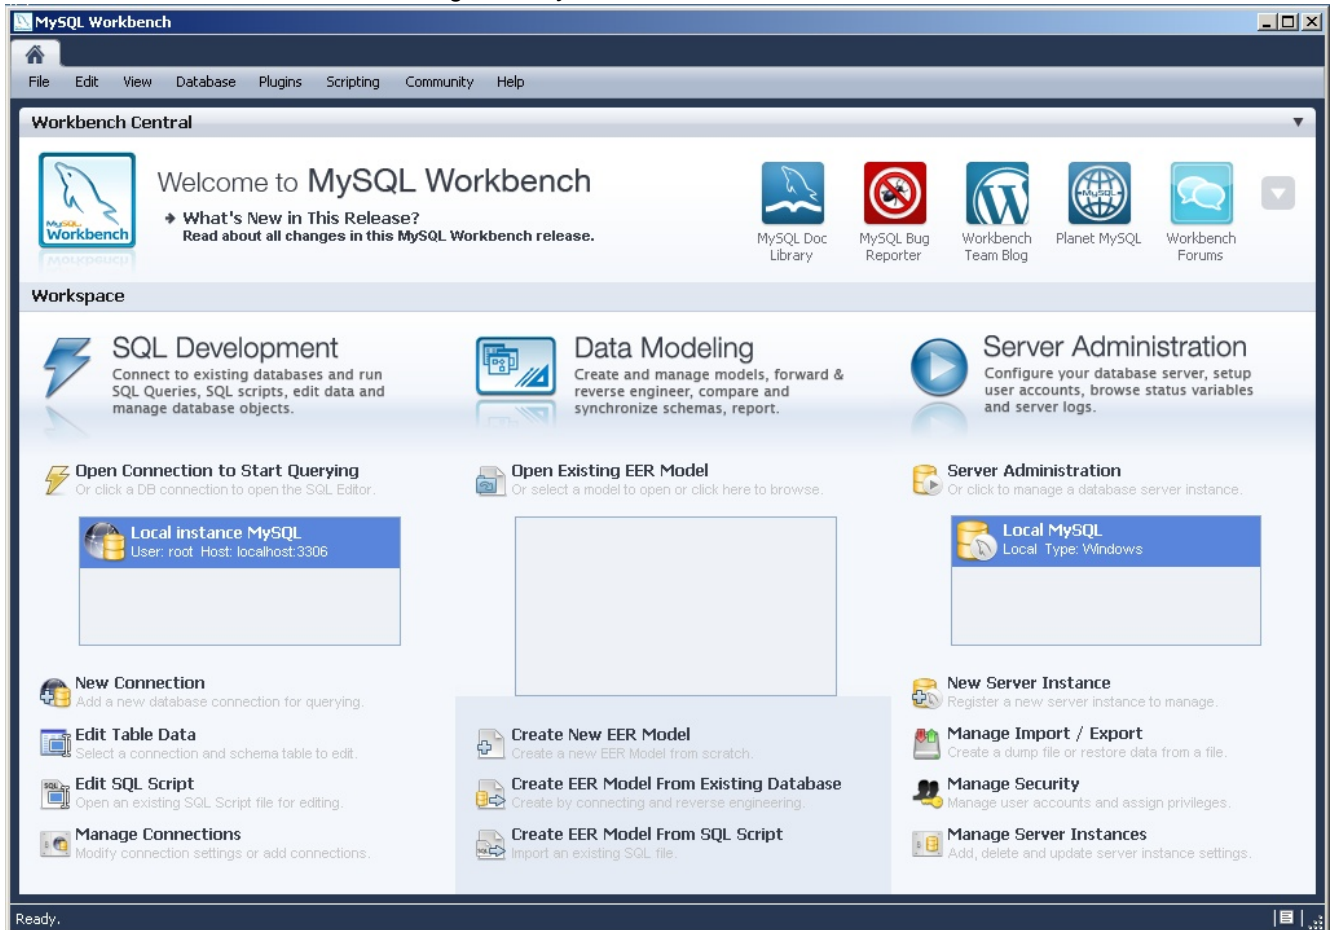 MySQL Workbench
File Edit View Database Plugins Scripting Community Help
Workbench Central
MySQL
Workbench
Welcome to MySQL Workbench
What's New in This Release?
Read about all changes in this MySQL Workbench release.
MySQL Doc
Library
MySQL Bug
Reporter
Workbench
Team Blog
MySQL
Planet MySQL
Workbench
Forums
Workspace
SQL Development
Connect to existing databases and run
SQL Queries, SQL scripts, edit data and
manage database objects.
Open Connection to Start Querying
Or click a DB connection to open the SQL Editor.
Local instance MySQL
User: root Host: localhost:3306
New Connection
Add a new database connection for querying.
Edit Table Data
Select a connection and schema table to edit.
SQL
Edit SQL Script
Open an existing SQL Script file for editing.
Manage Connections
Modify connection settings or add connections.
Data Modeling
Create and manage models, forward &
reverse engineer, compare and
synchronize schemas, report.
Open Existing EER Model
Or select a model to open or click here to browse.
Create New EER Model
Create a new EER Model from scratch.
Create EER Model From Existing Database
Create by connecting and reverse engineering.
Create EER Model From SQL Script
Import an existing SQL file.
Server Administration
Configure your database server, setup
user accounts, browse status variables
and server logs.
Server Administration
Or click to manage a database server instance.
Local MySQL
Local Type: Windows
New Server Instance
Register a new server instance to manage.
Manage Import / Export
Create a dump file or restore data from a file.
Manage Security
Manage user accounts and assign privileges.
Manage Server Instances
Add, delete and update server instance settings.
Ready.